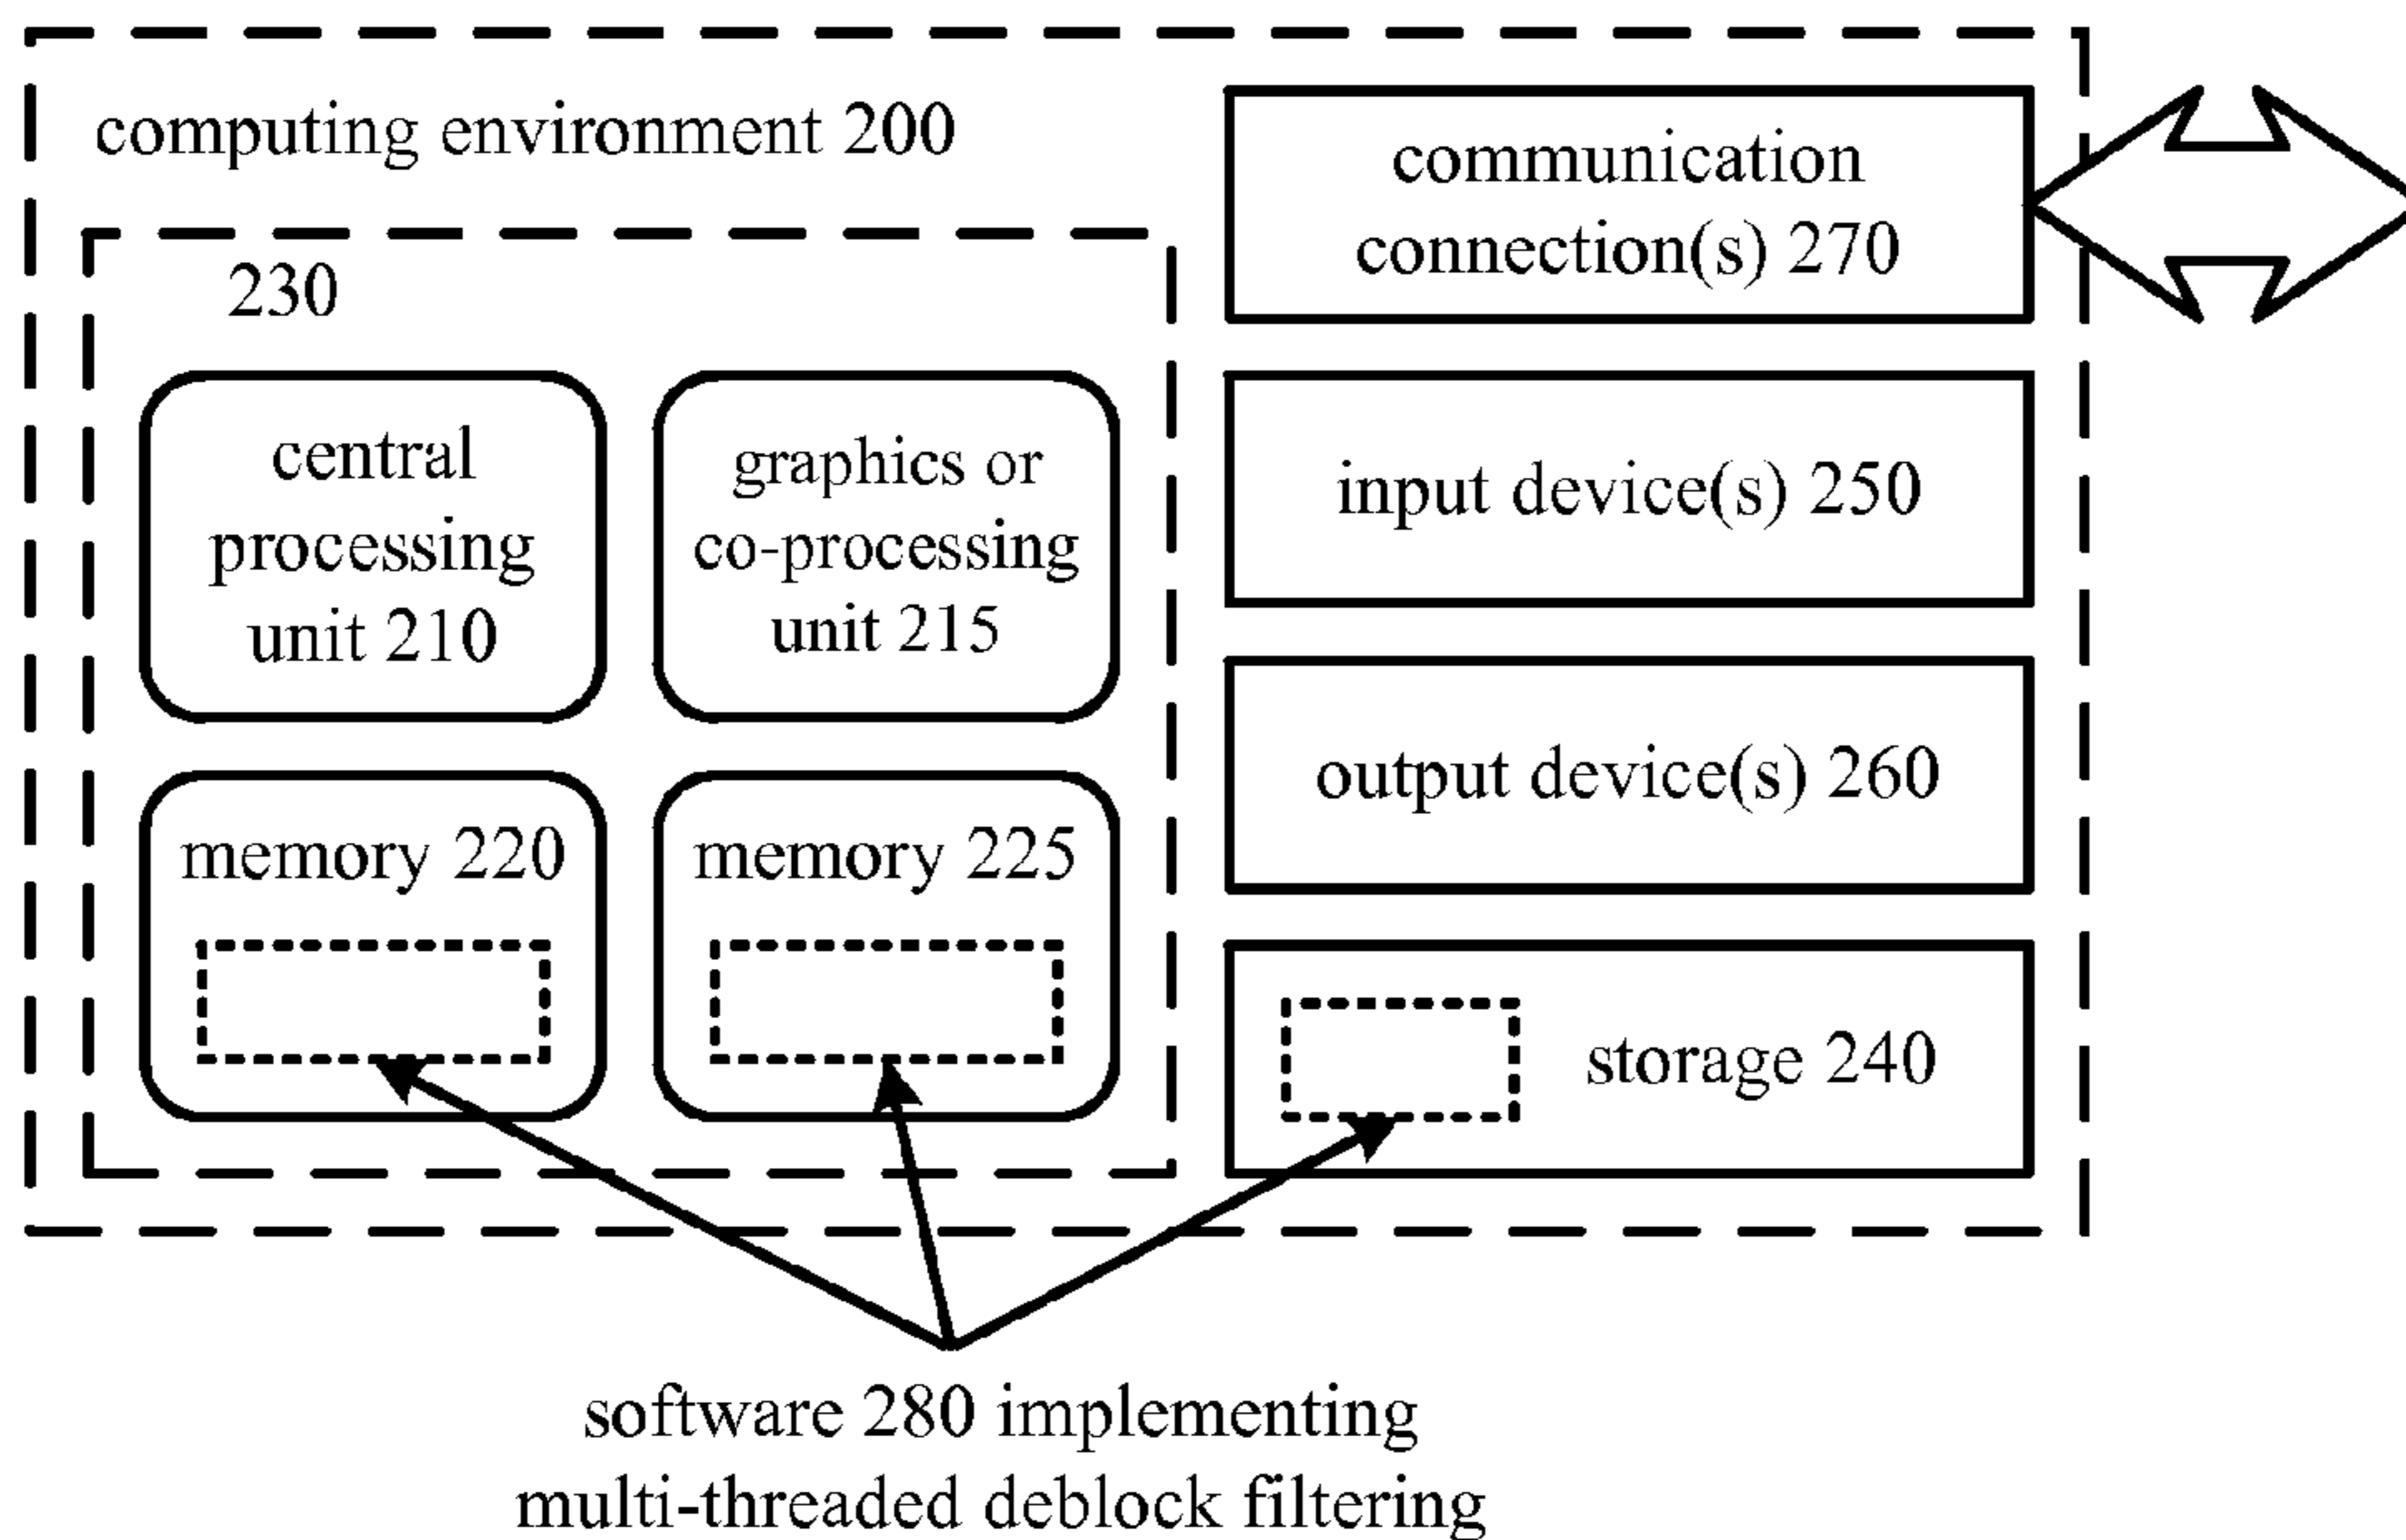 computing environment 200
communication
connection(s) 270
230
central
processing
unit 210
graphics or
co-processing
unit 215
input device(s) 250
output device(s) 260
memory 220
memory 225
storage 240
software 280 implementing
multi-threaded deblock filtering